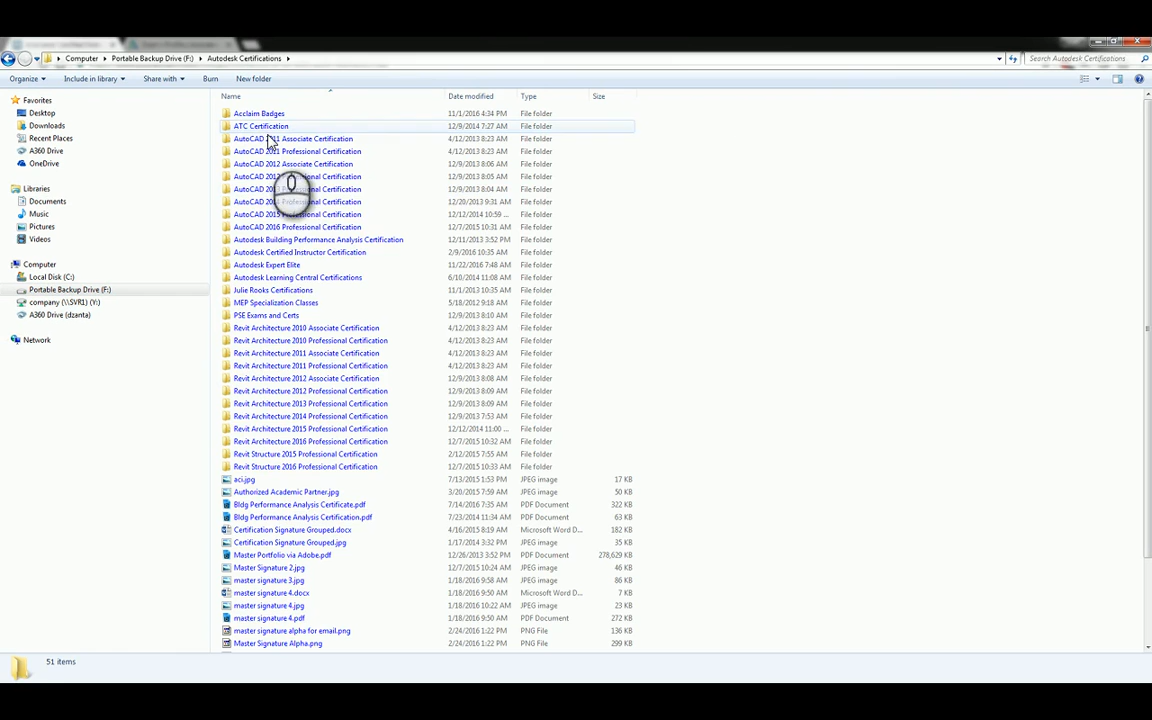 Computer Portable Backup Drive (F:) Autodesk Certifications Search Autodesk Certifications
Organize Include in library Share with Burn New folder
Favorites
Desktop
Downloads
Recent Places
A360 Drive
OneDrive
Libraries
Documents
Music
Pictures
Videos
Computer
Local Disk (C:)
Portable Backup Drive (F:)
company (\\SVR1) (Y:)
A360 Drive (dzanta)
Network
Name Date modified Type Size
Acclaim Badges 11/1/2016 4:34 PM File folder
ATC Certification 12/9/2014 7:27 AM File folder
AutoCAD 2011 Associate Certification 4/12/2013 8:23 AM File folder
AutoCAD 2011 Professional Certification 4/12/2013 8:23 AM File folder
AutoCAD 2012 Associate Certification 12/9/2013 8:06 AM File folder
AutoCAD 2012 Professional Certification 12/9/2013 8:05 AM File folder
AutoCAD 2013 Professional Certification 12/9/2013 8:04 AM File folder
AutoCAD 2014 Professional Certification 12/20/2013 9:31 AM File folder
AutoCAD 2015 Professional Certification 12/12/2014 10:59 ... File folder
AutoCAD 2016 Professional Certification 12/7/2015 10:31 AM File folder
Autodesk Building Performance Analysis Certification 12/11/2013 3:52 PM File folder
Autodesk Certified Instructor Certification 2/9/2016 10:35 AM File folder
Autodesk Expert Elite 11/22/2016 7:48 AM File folder
Autodesk Learning Central Certifications 6/10/2014 11:08 AM File folder
Julie Rooks Certifications 11/1/2013 10:35 AM File folder
MEP Specialization Classes 5/18/2012 9:18 AM File folder
PSE Exams and Certs 12/9/2013 8:10 AM File folder
Revit Architecture 2010 Associate Certification 4/12/2013 8:23 AM File folder
Revit Architecture 2010 Professional Certification 4/12/2013 8:23 AM File folder
Revit Architecture 2011 Associate Certification 4/12/2013 8:23 AM File folder
Revit Architecture 2011 Professional Certification 4/12/2013 8:23 AM File folder
Revit Architecture 2012 Associate Certification 12/9/2013 8:08 AM File folder
Revit Architecture 2012 Professional Certification 12/9/2013 8:09 AM File folder
Revit Architecture 2013 Professional Certification 12/9/2013 8:09 AM File folder
Revit Architecture 2014 Professional Certification 12/9/2013 7:53 AM File folder
Revit Architecture 2015 Professional Certification 12/12/2014 11:00 ... File folder
Revit Architecture 2016 Professional Certification 12/7/2015 10:32 AM File folder
Revit Structure 2015 Professional Certification 2/12/2015 7:55 AM File folder
Revit Structure 2016 Professional Certification 12/7/2015 10:33 AM File folder
aci.jpg 7/13/2015 1:53 PM JPEG image 17 KB
Authorized Academic Partner.jpg 3/20/2015 7:59 AM JPEG image 50 KB
Bldg Performance Analysis Certificate.pdf 7/14/2016 7:35 AM PDF Document 322 KB
Bldg Performance Analysis Certification.pdf 7/23/2014 11:34 AM PDF Document 63 KB
Certification Signature Grouped.docx 4/16/2015 8:19 AM Microsoft Word D... 182 KB
Certification Signature Grouped.jpg 1/17/2014 3:32 PM JPEG image 35 KB
Master Portfolio via Adobe.pdf 12/26/2013 3:52 PM PDF Document 278,629 KB
Master Signature 2.jpg 12/7/2015 10:24 AM JPEG image 46 KB
master signature 3.jpg 1/18/2016 9:58 AM JPEG image 86 KB
master signature 4.docx 1/18/2016 9:50 AM Microsoft Word D... 7 KB
master signature 4.jpg 1/18/2016 10:22 AM JPEG image 23 KB
master signature 4.pdf 1/18/2016 9:50 AM PDF Document 272 KB
master signature alpha for email.png 2/24/2016 1:22 PM PNG File 136 KB
Master Signature Alpha.png 2/24/2016 1:22 PM PNG File 299 KB
51 items